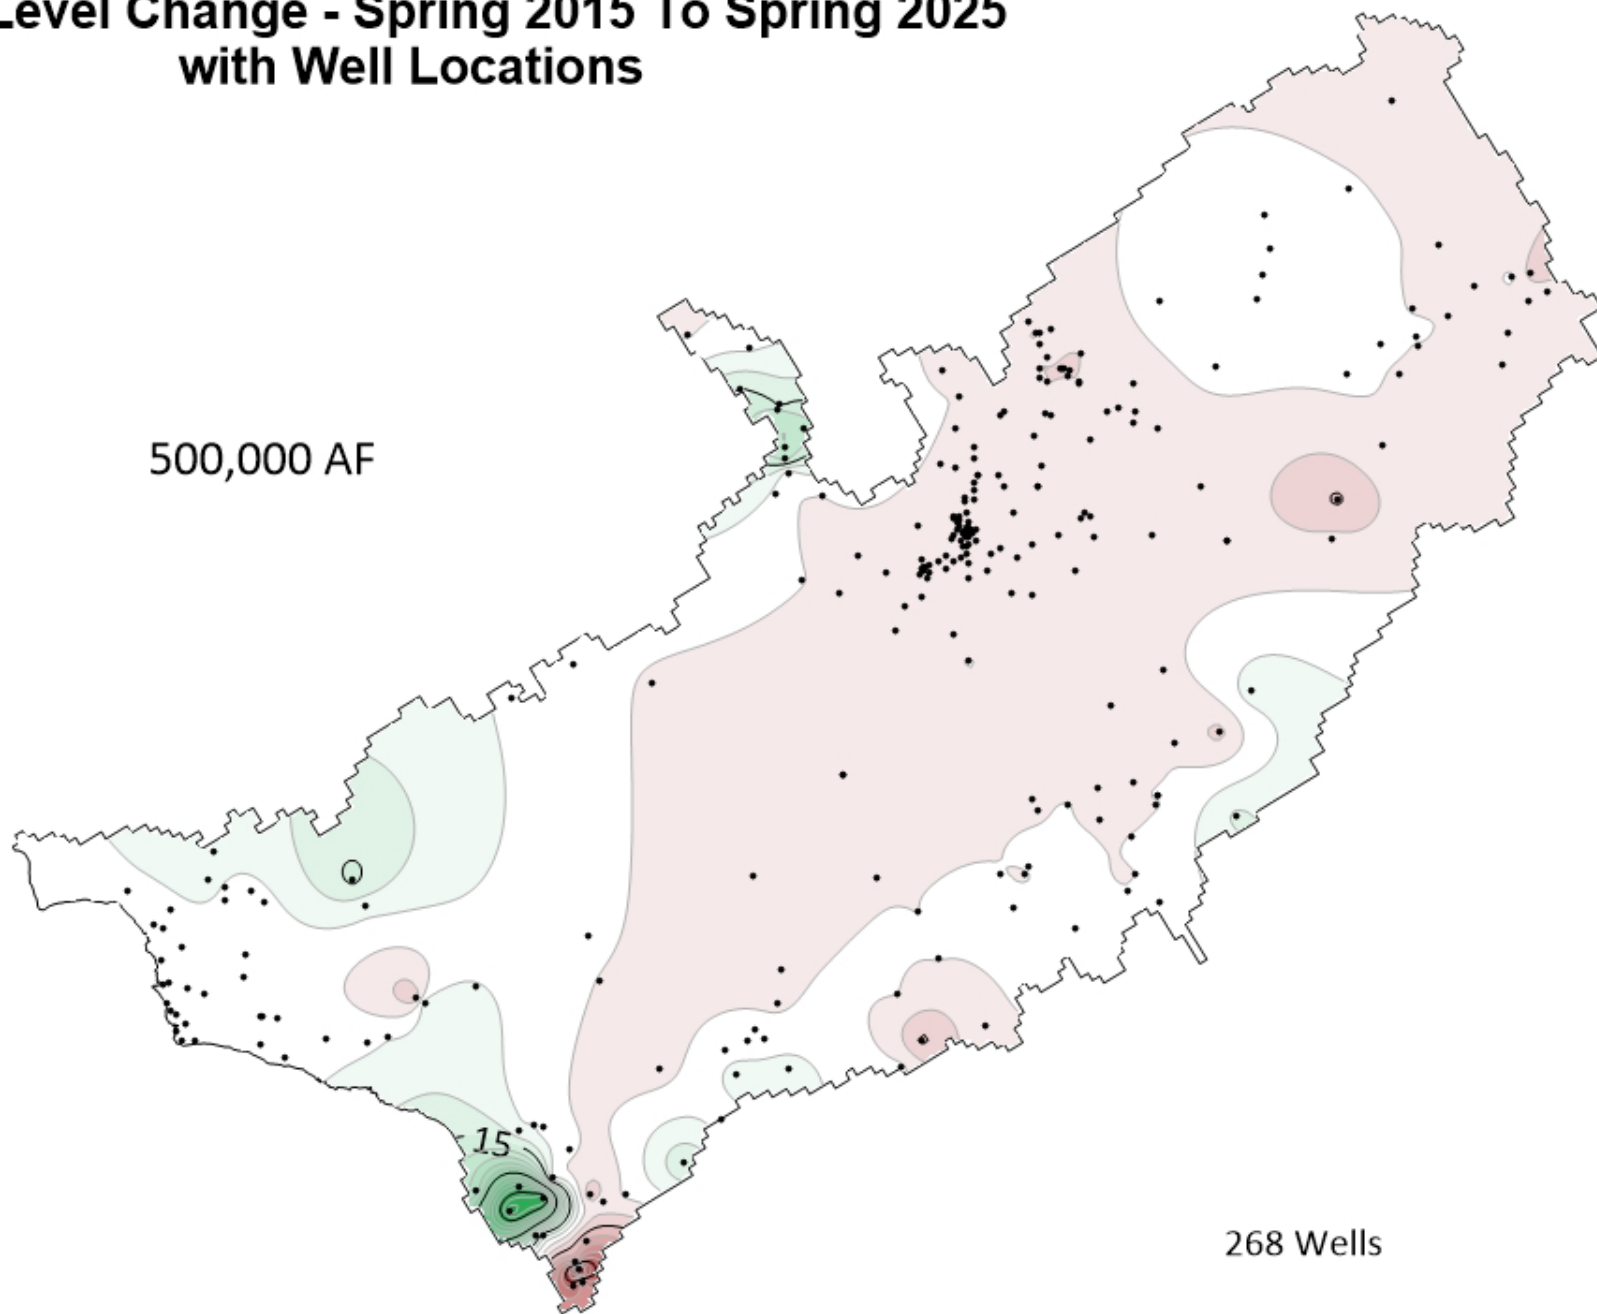 Level Change - Spring 2015 To Spring 2025
with Well Locations
500,000 AF
15
268 Wells